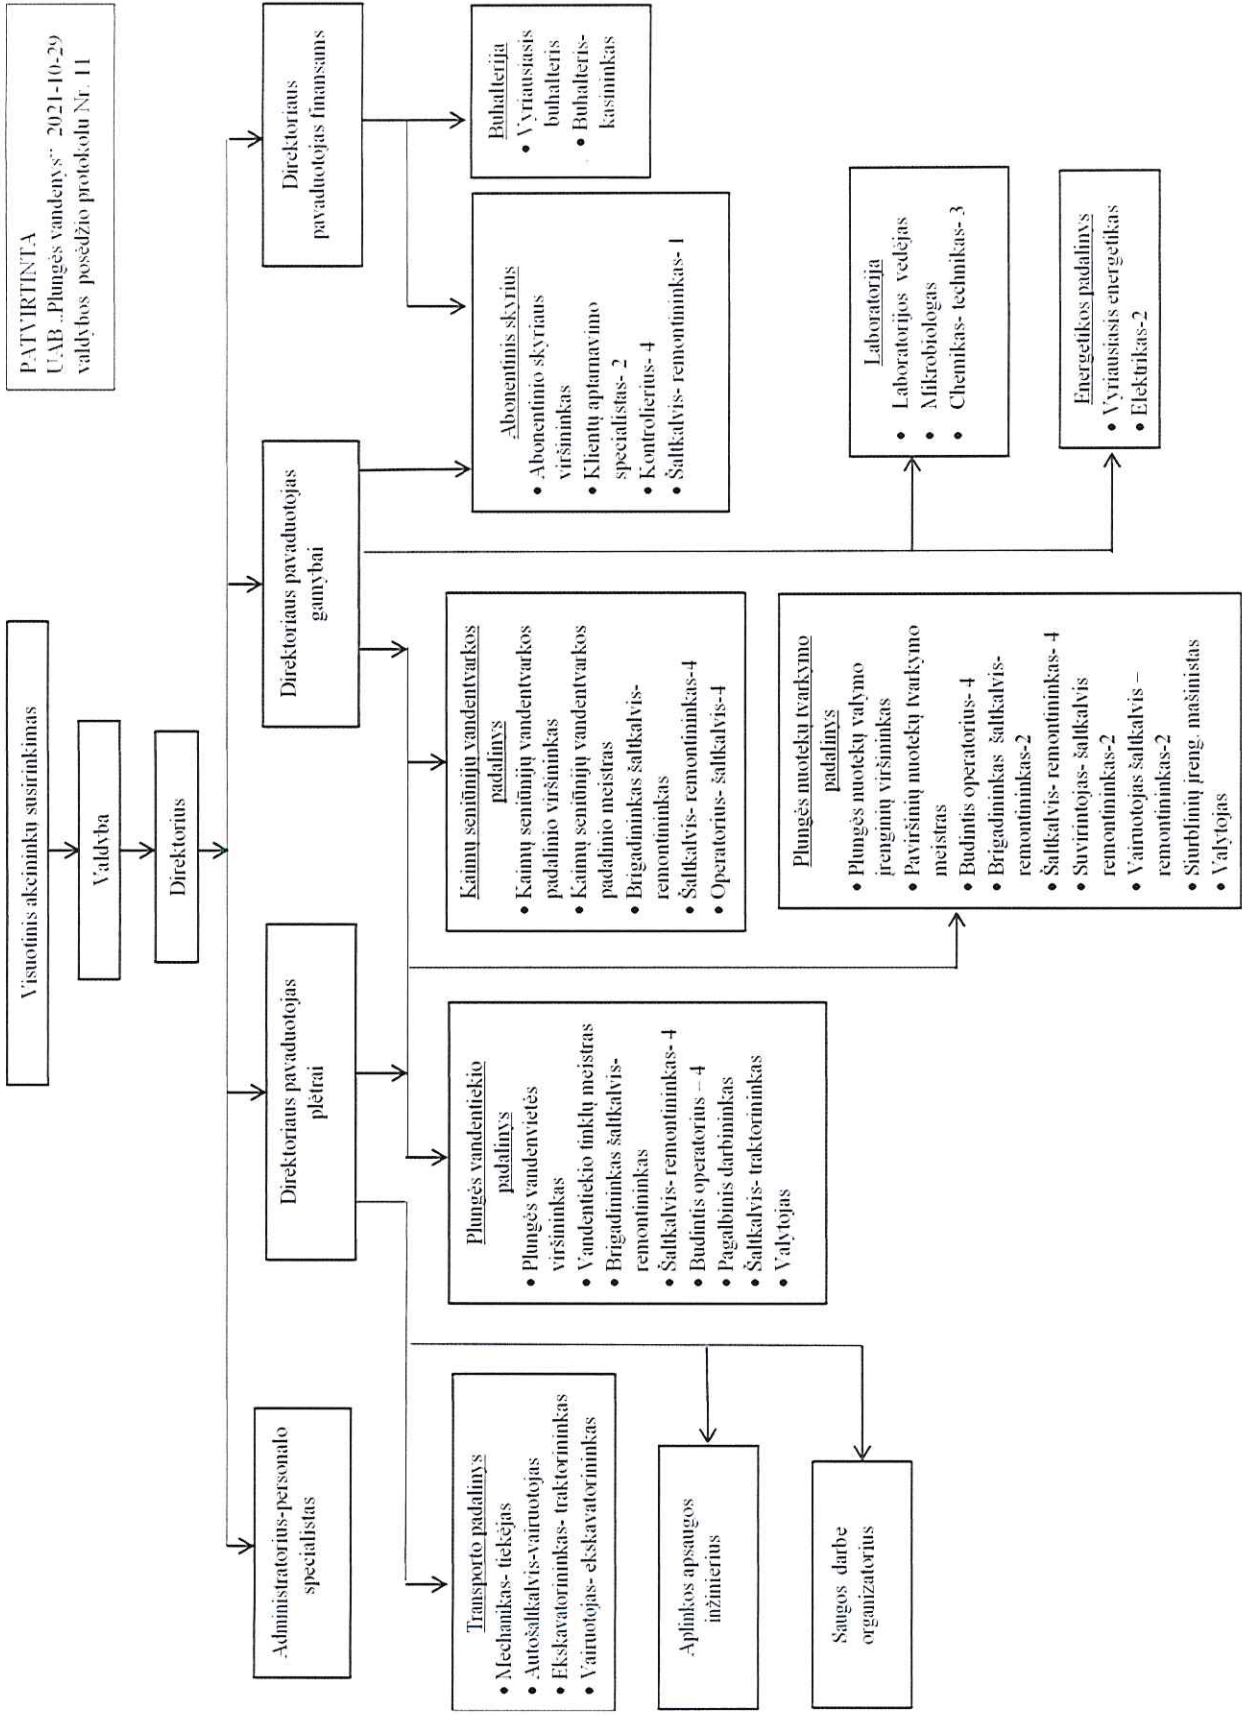 PATVIRTINTA
UAB „Plungės vandenys“ 2021-10-29
valdybos posėdžio protokolu Nr. 11
Visuotinis akcininkų susirinkimas
Valdyba
Direktorius
Administratorius-personalo
specialistas
Direktoriaus pavaduotojas
plėtrai
Direktoriaus pavaduotojas
gamybai
Direktoriaus
pavaduotojas finansams
Transporto padalinys
• Mechanikas- tiekėjas
• Autošaltkalvis-vairuotojas
• Ekskavatorininkas- traktorininkas
• Vairuotojas- ekskavatorininkas
Aplinkos apsaugos
inžinierius
Saugos darbe
organizatorius
Plungės vandentiekio
padalinys
• Plungės vandenvietės
viršininkas
• Vandentiekio tinklų meistras
• Brigadininkas šaltkalvis-
remontininkas
• Šaltkalvis- remontininkas- 4
• Budintis operatorius – 4
• Pagalbinis darbininkas
• Šaltkalvis- traktorininkas
• Valytojas
Kaimų seniūnijų vandentvarkos
padalinys
• Kaimų seniūnijų vandentvarkos
padalinio viršininkas
• Kaimų seniūnijų vandentvarkos
padalinio meistras
• Brigadininkas šaltkalvis-
remontininkas
• Šaltkalvis- remontininkas-4
• Operatorius- šaltkalvis-4
Plungės nuotekų tvarkymo
padalinys
• Plungės nuotekų valymo
įrenginių viršininkas
• Paviršinių nuotekų tvarkymo
meistras
• Budintis operatorius- 4
• Brigadininkas šaltkalvis-
remontininkas-2
• Šaltkalvis- remontininkas- 4
• Suvirintojas- šaltkalvis
remontininkas-2
• Vairuotojas šaltkalvis –
remontininkas-2
• Siurblinių įreng. mašinistas
• Valytojas
Abonentinis skyrius
• Abonentinio skyriaus
viršininkas
• Klientų aptarnavimo
specialistas- 2
• Kontrolierius- 4
• Šaltkalvis- remontininkas- 1
Buhalterija
• Vyriausiasis
buhalteris
• Buhalteris-
kasininkas
Laboratorija
• Laboratorijos vedėjas
• Mikrobiologas
• Chemikas- technikas- 3
Energetikos padalinys
• Vyriausiasis energetikas
• Elektrikas-2